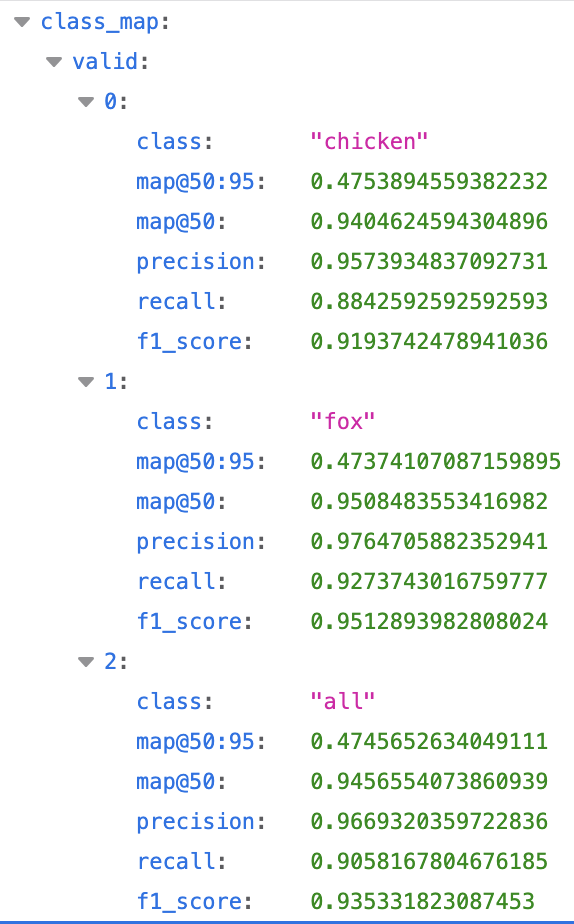 class_map:
valid:
0:
class: "chicken"
map@50:95: 0.4753894559382232
map@50: 0.9404624594304896
precision: 0.9573934837092731
recall: 0.8842592592592593
f1_score: 0.9193742478941036
1:
class: "fox"
map@50:95: 0.47374107087159895
map@50: 0.9508483553416982
precision: 0.9764705882352941
recall: 0.9273743016759777
f1_score: 0.9512893982808024
2:
class: "all"
map@50:95: 0.4745652634049111
map@50: 0.9456554073860939
precision: 0.9669320359722836
recall: 0.9058167804676185
f1_score: 0.935331823087453